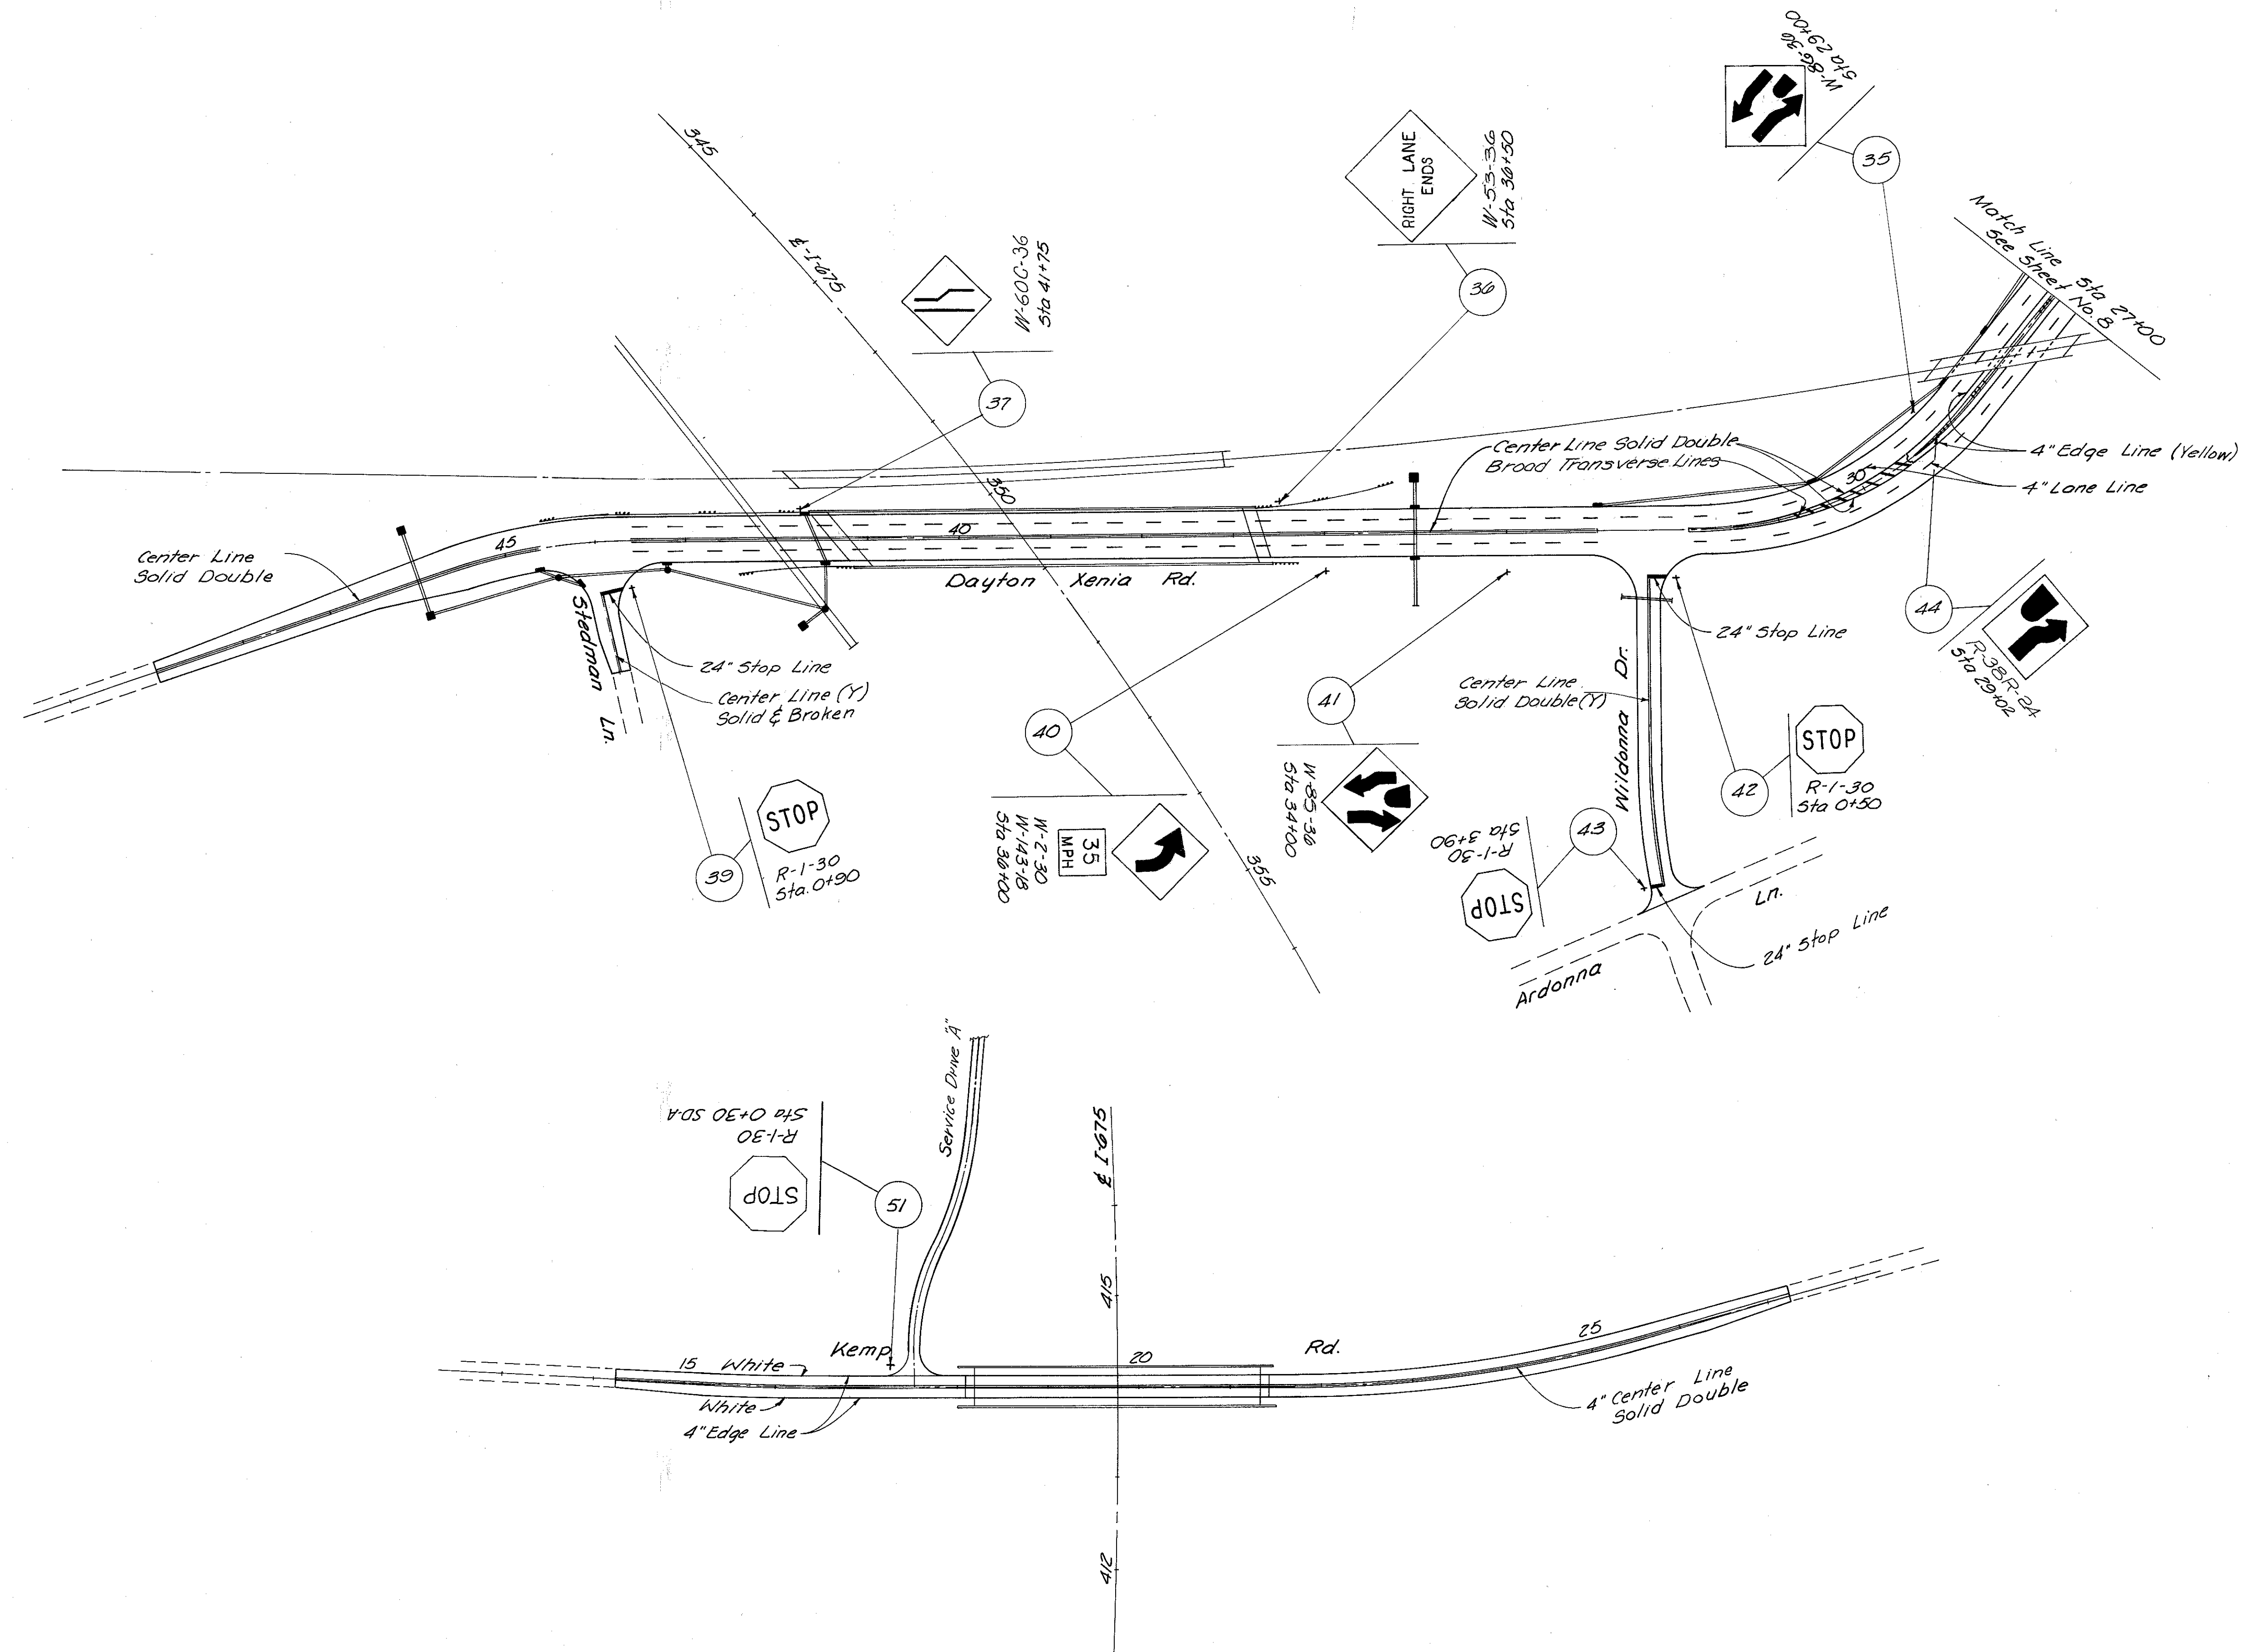 W-86-36
Sta 29+00
35
Match Line Sta 27+00
See Sheet No. 8
RIGHT LANE
ENDS
W-53-36
Sta 36+50
36
345
℄-I-675
W-60C-36
Sta 41+75
37
350
Center Line Solid Double
Broad Transverse Lines
30
4" Edge Line (Yellow)
4" Lane Line
Center Line
Solid Double
45
40
Dayton Xenia Rd.
Stedman Ln.
24" Stop Line
Center Line (Y)
Solid & Broken
24" Stop Line
44
R-38R-24
Sta 29+02
Center Line
Solid Double (Y)
Wildonna Dr.
40
35
MPH
W-2-30
W-143-18
Sta 36+00
41
W-85-36
Sta 34+00
STOP
42
R-1-30
Sta 0+50
STOP
39
R-1-30
Sta. 0+90
43
R-1-30
Sta 3+90
STOP
355
Ardonna Ln.
24" Stop Line
Service Drive "A"
℄ I-675
R-1-30
Sta. 0+30 SD-A
STOP
51
415
Kemp Rd.
15 White
20
25
White
4" Edge Line
4" Center Line
Solid Double
412